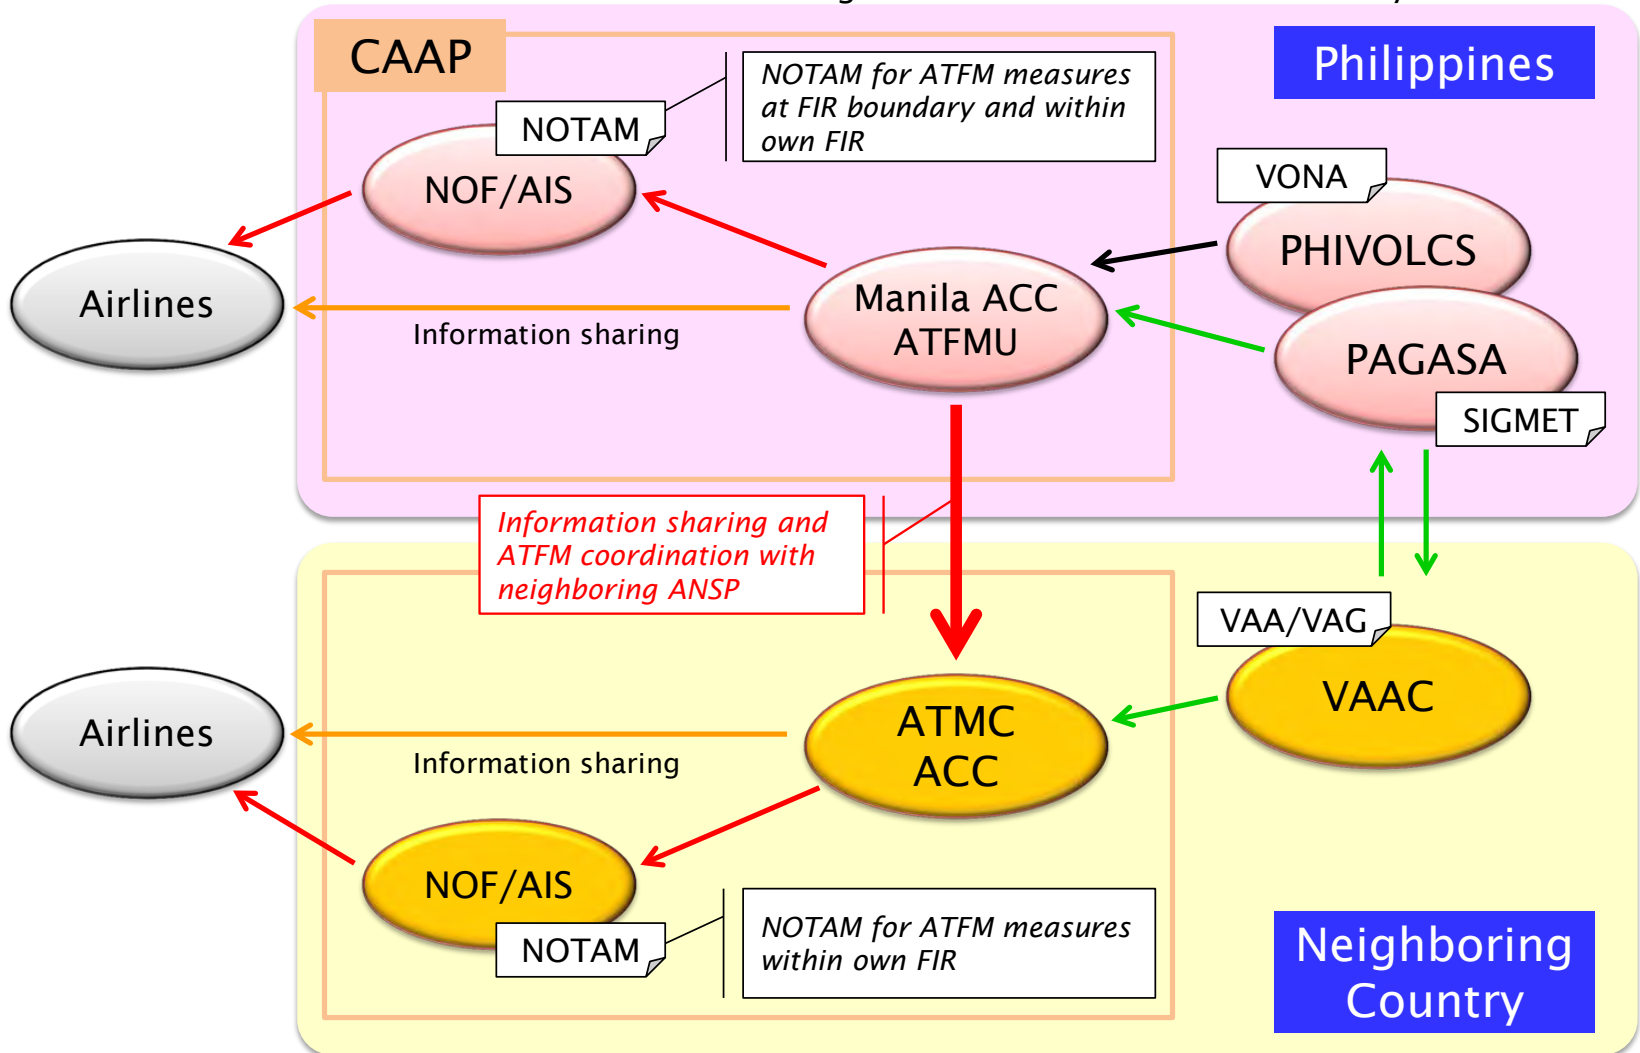 CAAP
Philippines
NOTAM for ATFM measures
at FIR boundary and within
own FIR
NOTAM
NOF/AIS
VONA
PHIVOLCS
Airlines
Manila ACC
ATFMU
Information sharing
PAGASA
SIGMET
Information sharing and
ATFM coordination with
neighboring ANSP
VAA/VAG
VAAC
Airlines
ATMC
ACC
Information sharing
NOF/AIS
NOTAM
NOTAM for ATFM measures
within own FIR
Neighboring
Country